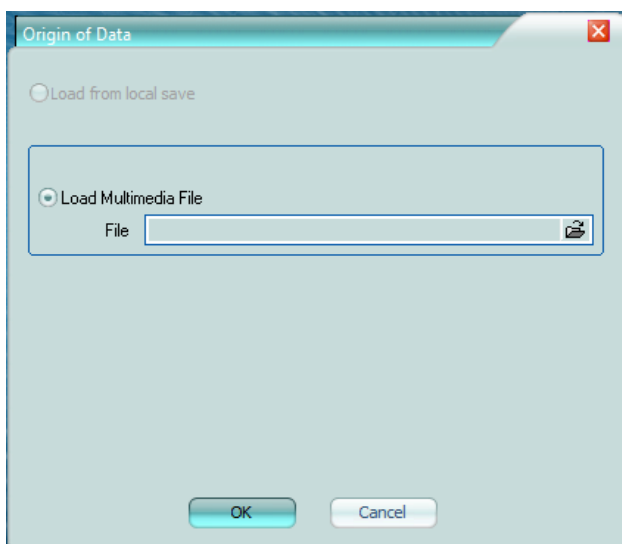 Origin of Data
Load from local save
Load Multimedia File
File
OK Cancel